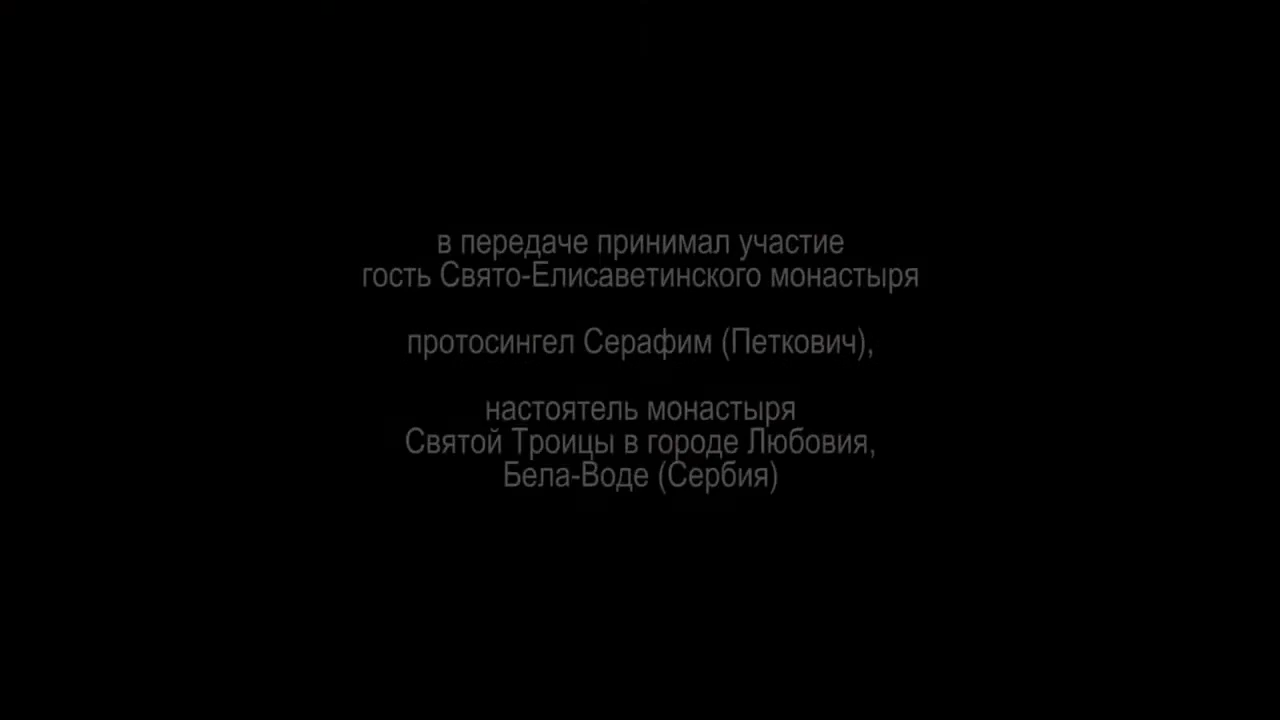 в передаче принимал участие
гость Свято-Елисаветинского монастыря
протосингел Серафим (Петкович),
настоятель монастыря
Святой Троицы в городе Любовия,
Бела-Воде (Сербия)